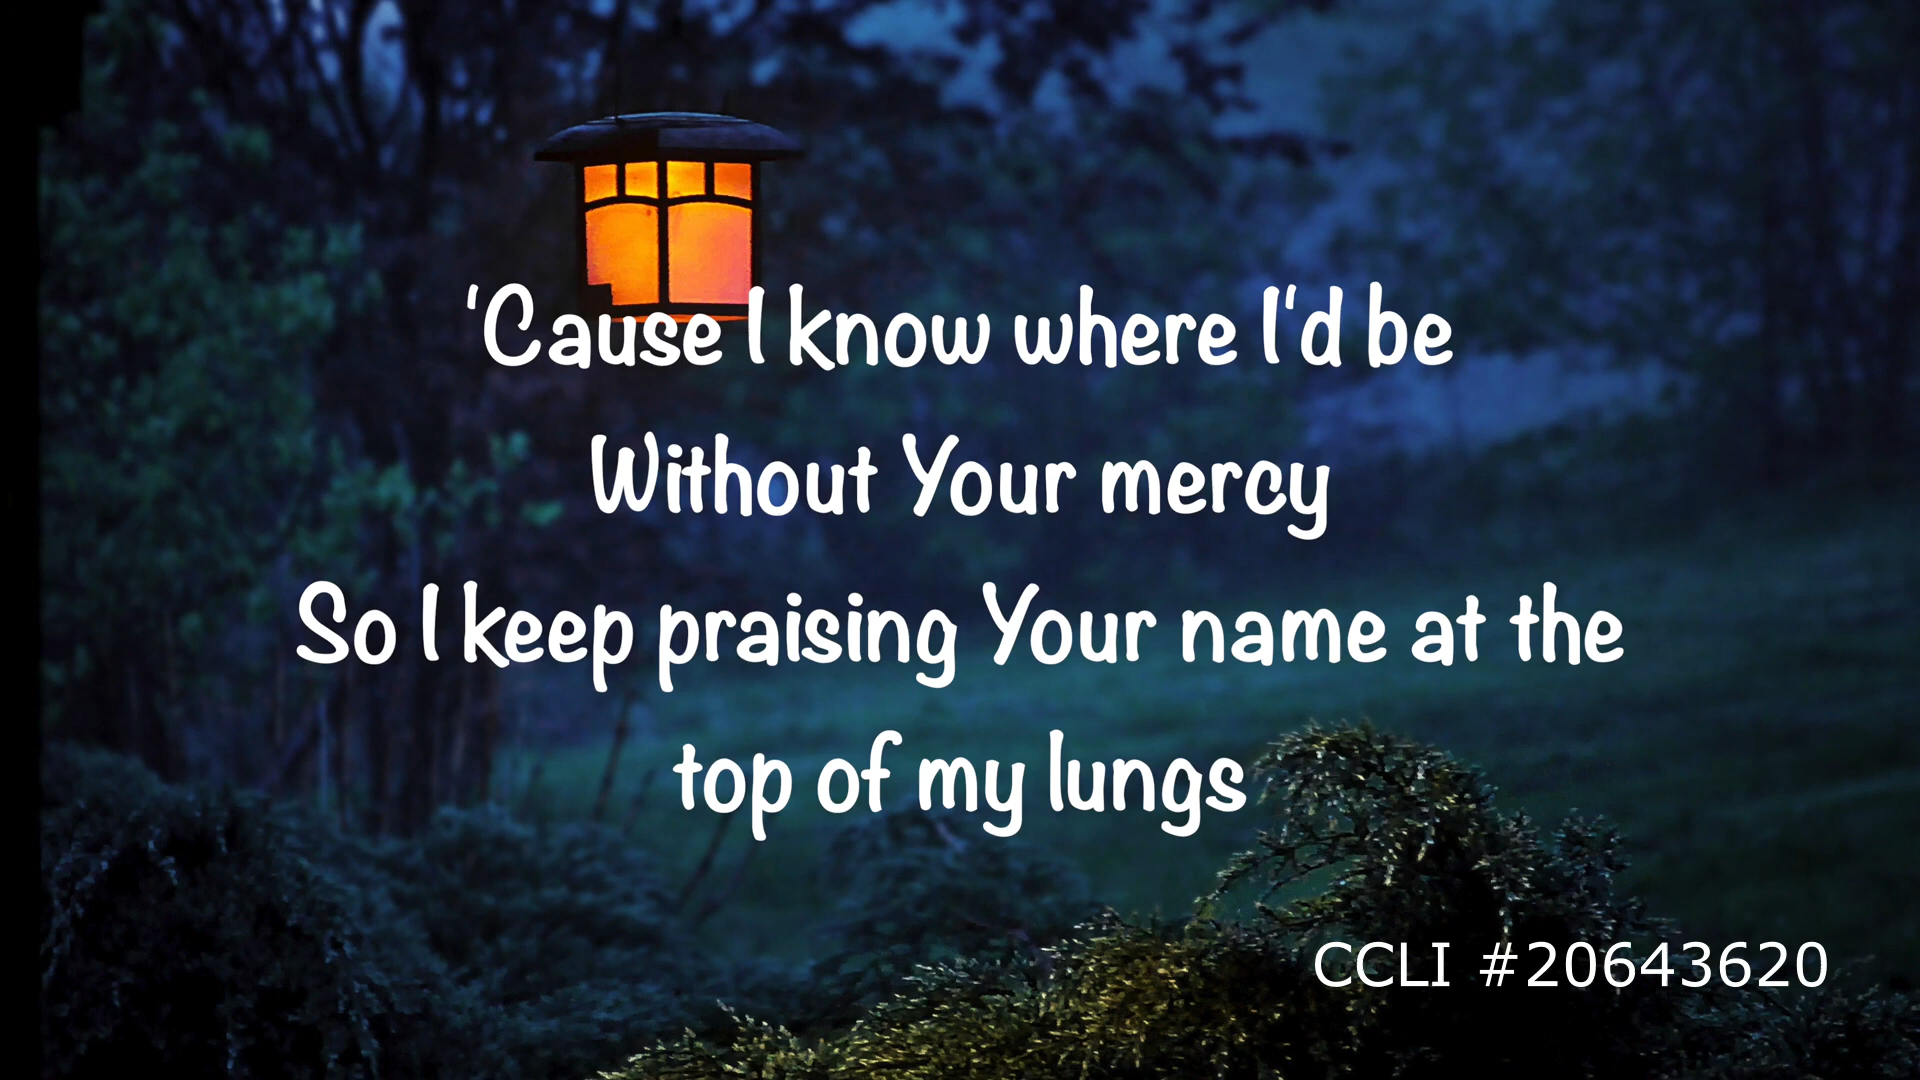 'Cause I know where I'd be
Without Your mercy
So I keep praising Your name at the
top of my lungs
CCLI #20643620